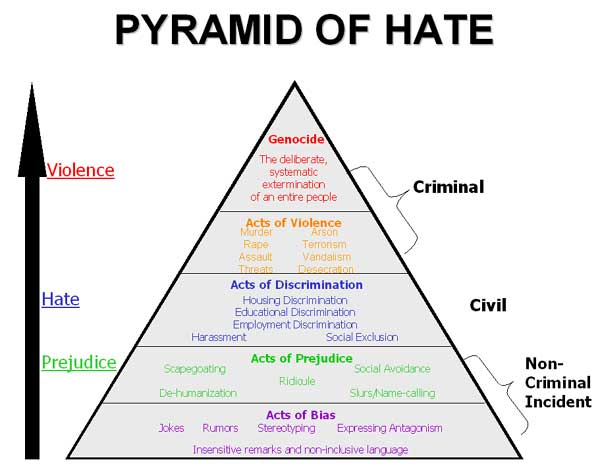 PYRAMID OF HATE
Violence
Hate
Prejudice
Genocide
The deliberate,
systematic
extermination
of an entire people
Acts of Violence
Murder Arson
Rape Terrorism
Assault Vandalism
Threats Desecration
Acts of Discrimination
Housing Discrimination
Educational Discrimination
Employment Discrimination
Harassment Social Exclusion
Acts of Prejudice
Scapegoating Social Avoidance
Ridicule
De-humanization Slurs/Name-calling
Acts of Bias
Jokes Rumors Stereotyping Expressing Antagonism
Insensitive remarks and non-inclusive language
Criminal
Civil
Non-
Criminal
Incident